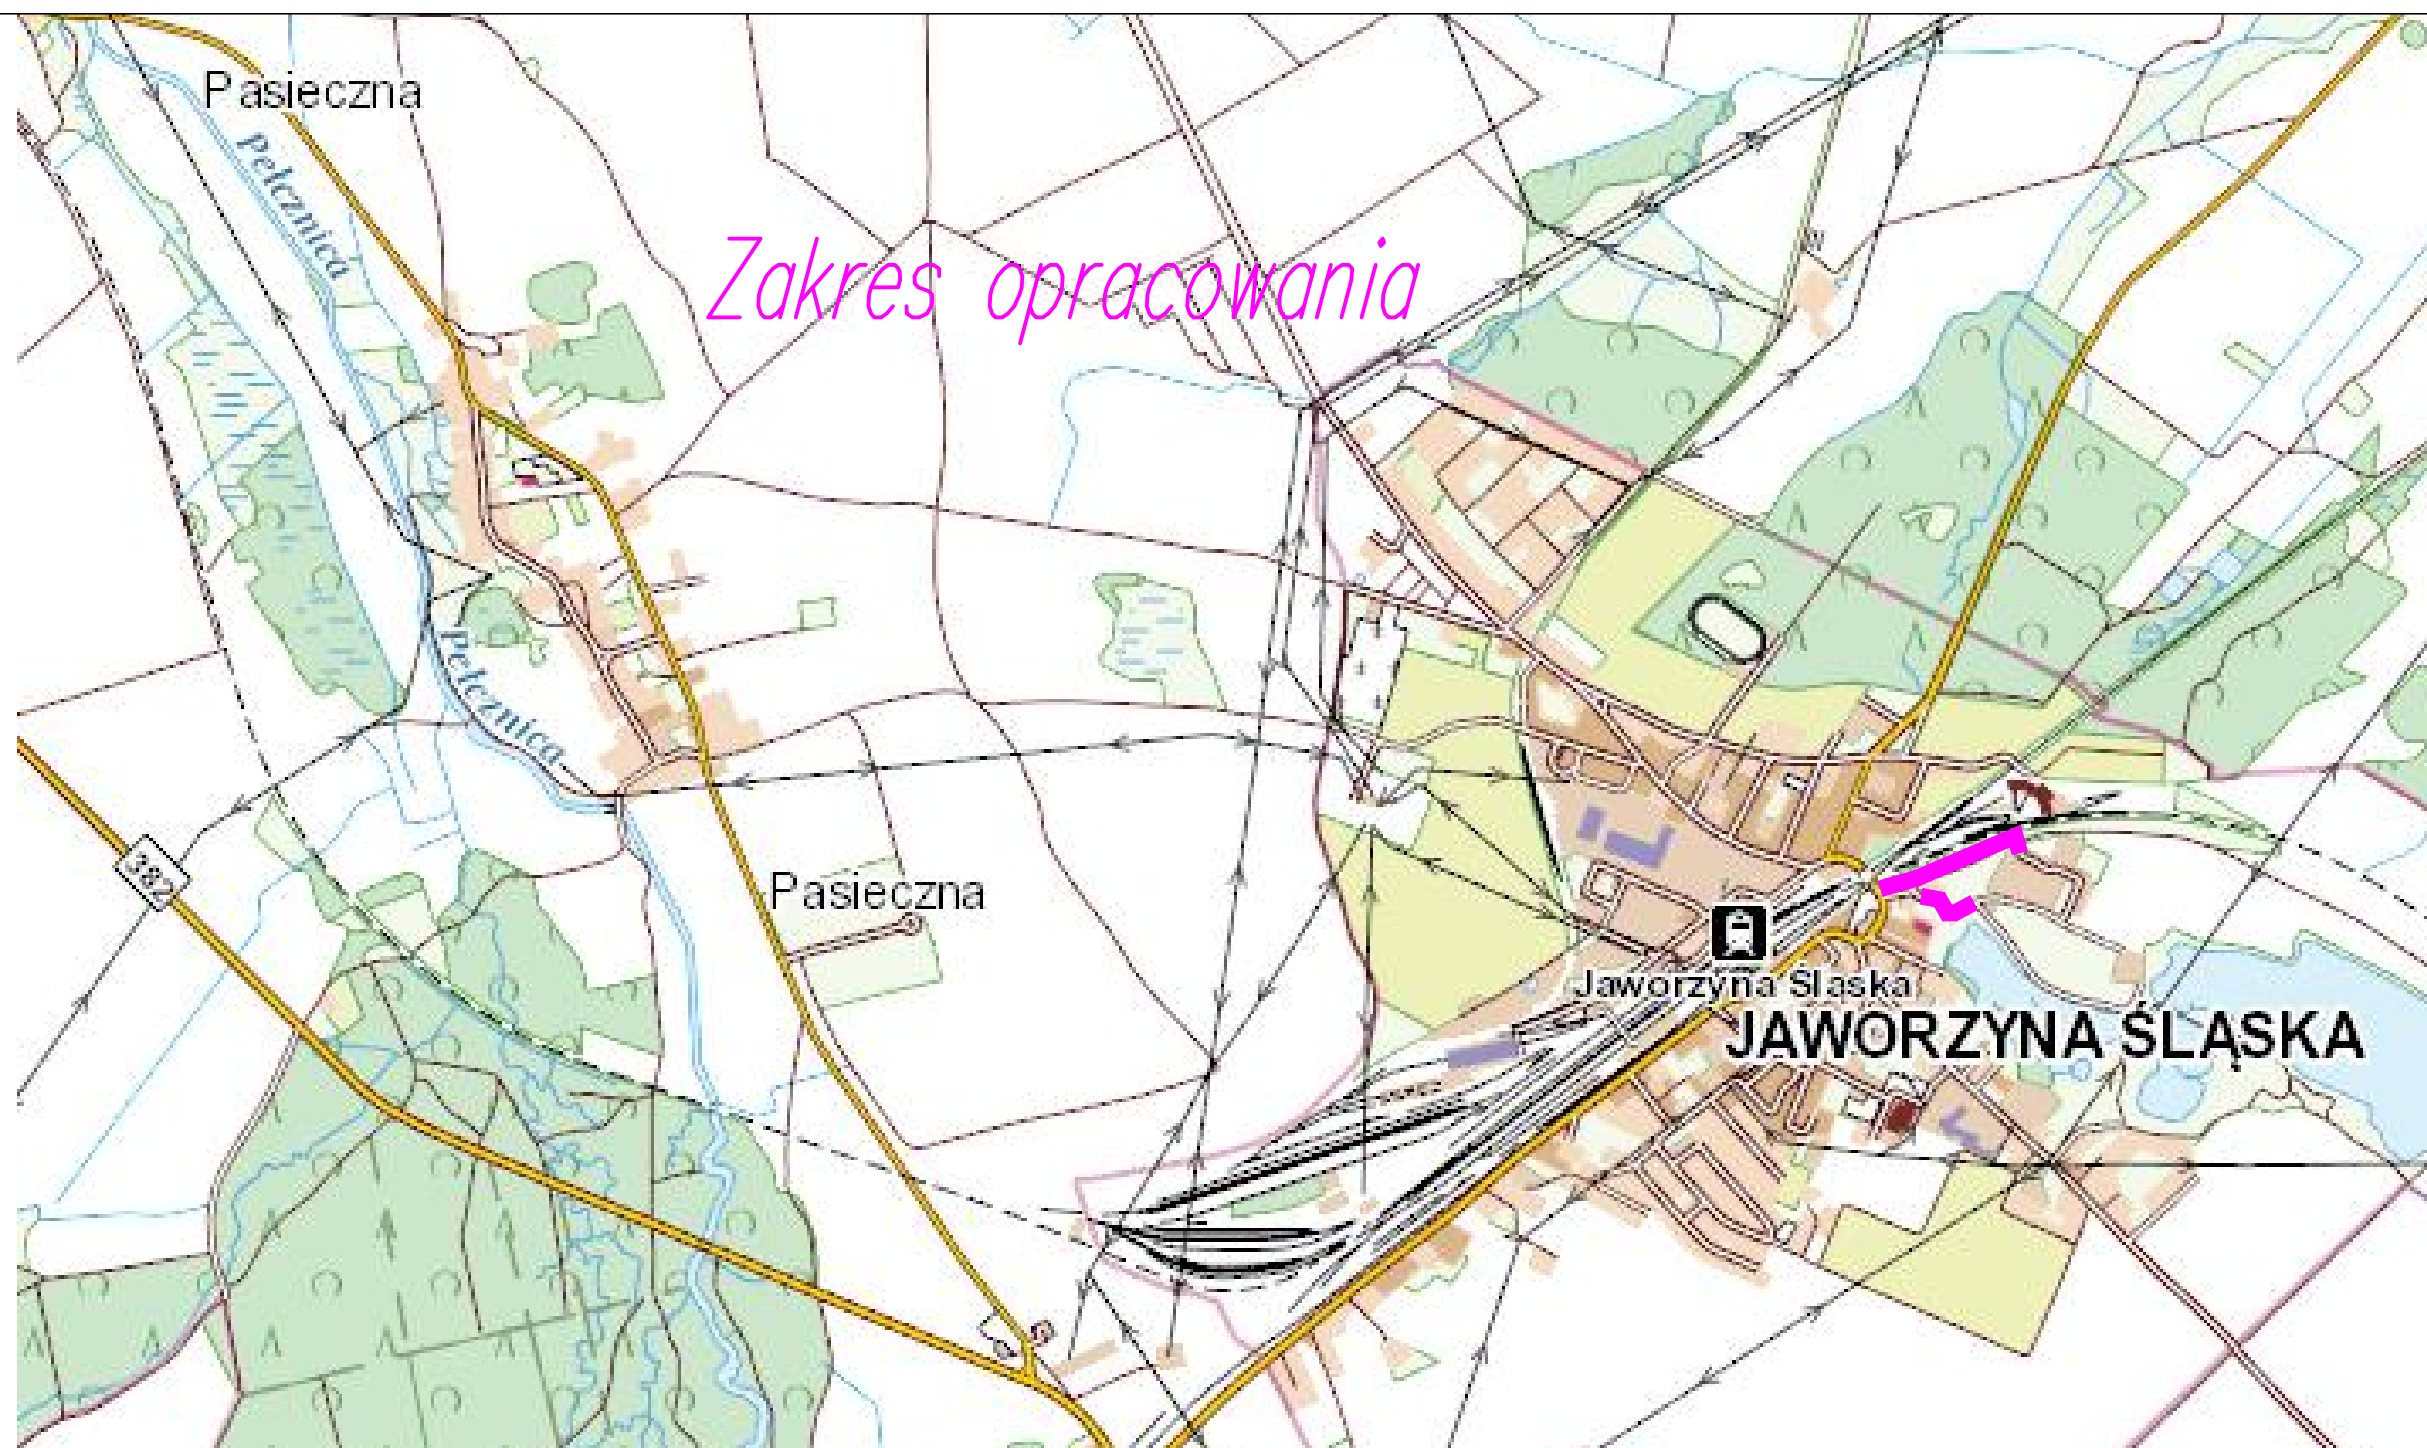 Pasieczna
Pełcznica
Zakres opracowania
Pełcznica
382
Pasieczna
Jaworzyna Śląska
JAWORZYNA ŚLĄSKA